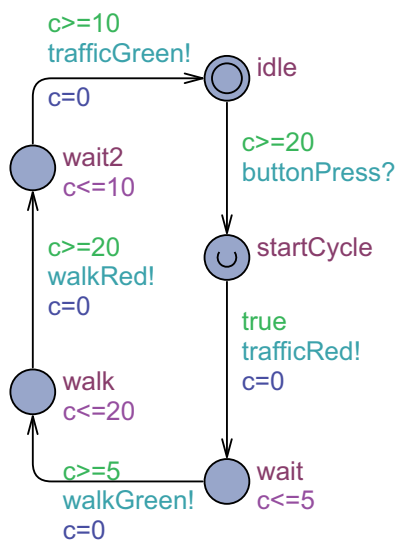 c>=10
trafficGreen!
c=0
idle
c>=20
buttonPress?
wait2
c<=10
startCycle
c>=20
walkRed!
c=0
true
trafficRed!
c=0
walk
c<=20
c>=5
walkGreen!
c=0
wait
c<=5